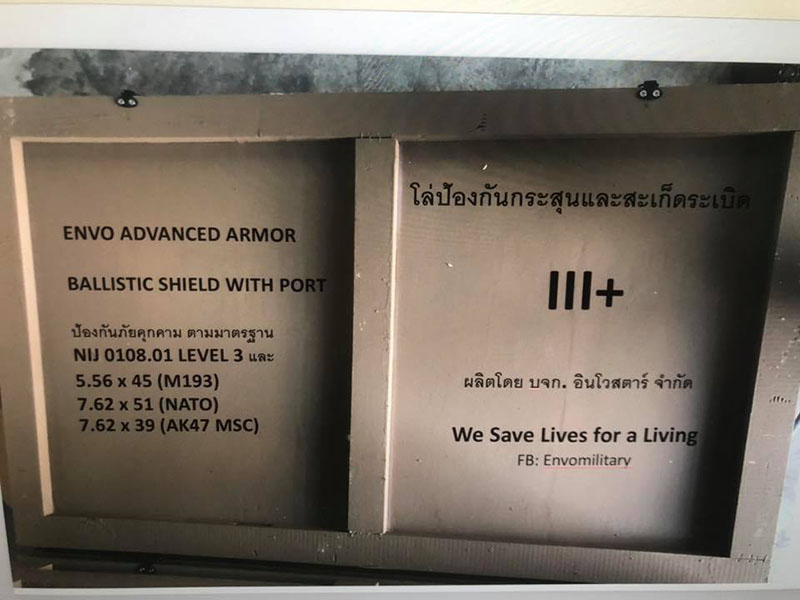 ENVO ADVANCED ARMOR
BALLISTIC SHIELD WITH PORT
ป้องกันภัยคุกคาม ตามมาตรฐาน
NIJ 0108.01 LEVEL 3 และ
5.56 x 45 (M193)
7.62 x 51 (NATO)
7.62 x 39 (AK47 MSC)
โล่ป้องกันกระสุนและสะเก็ดระเบิด
III+
ผลิตโดย บจก. อินโวสตาร์ จำกัด
We Save Lives for a Living
FB: Envomilitary